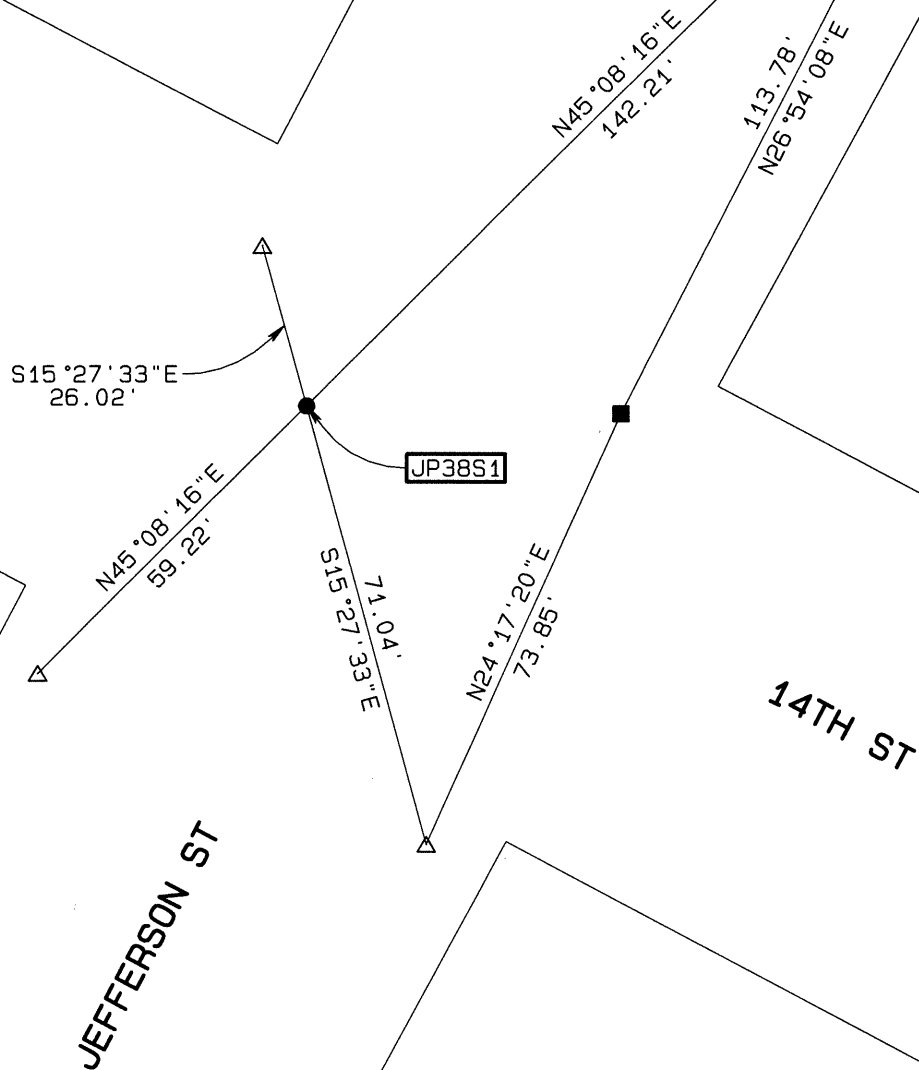 N45°08'16"E
142.21'
113.78'
N26°54'08"E
S15°27'33"E
26.02'
JP38S1
N45°08'16"E
59.22'
71.04'
S15°27'33"E
N24°17'20"E
73.85'
14TH ST
JEFFERSON ST